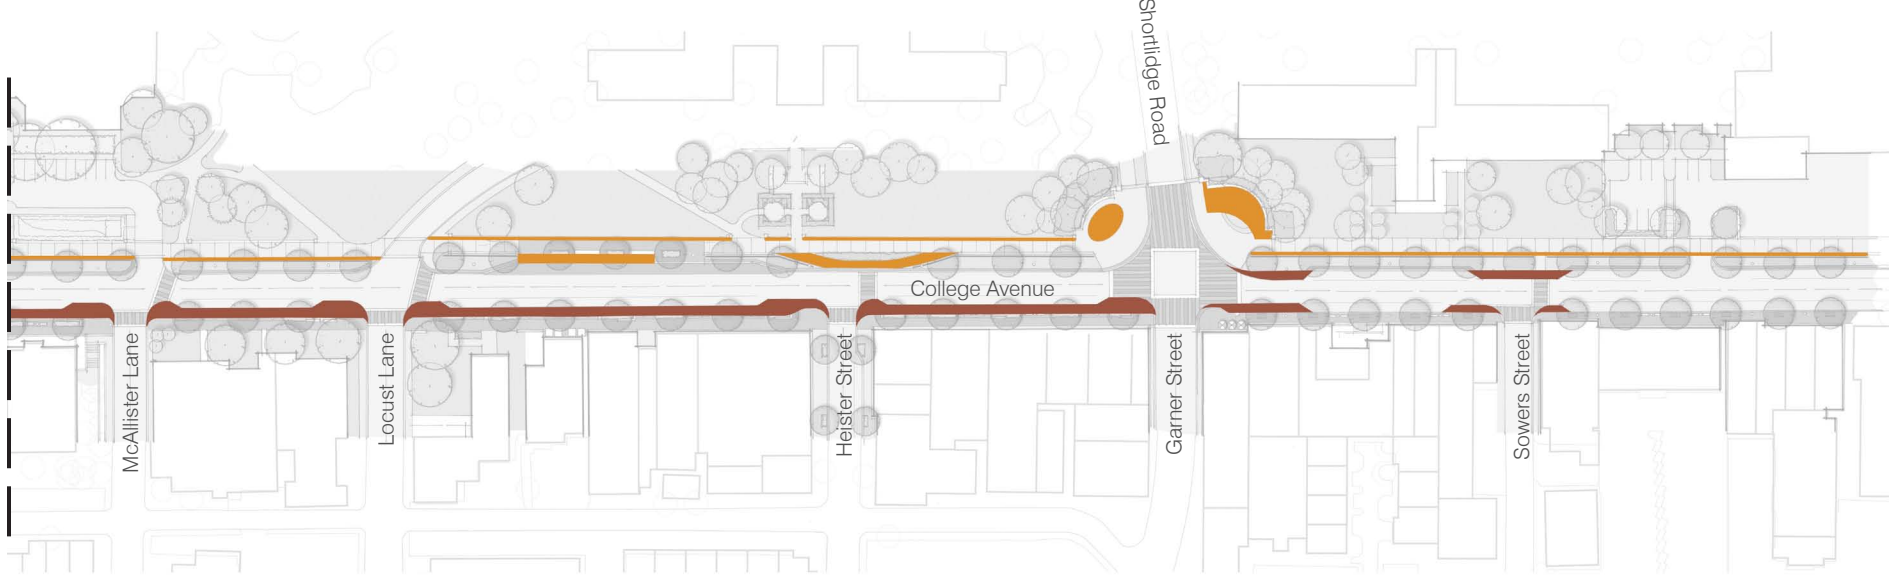 Shortlidge Road
College Avenue
McAllister Lane
Locust Lane
Heister Street
Garner Street
Sowers Street